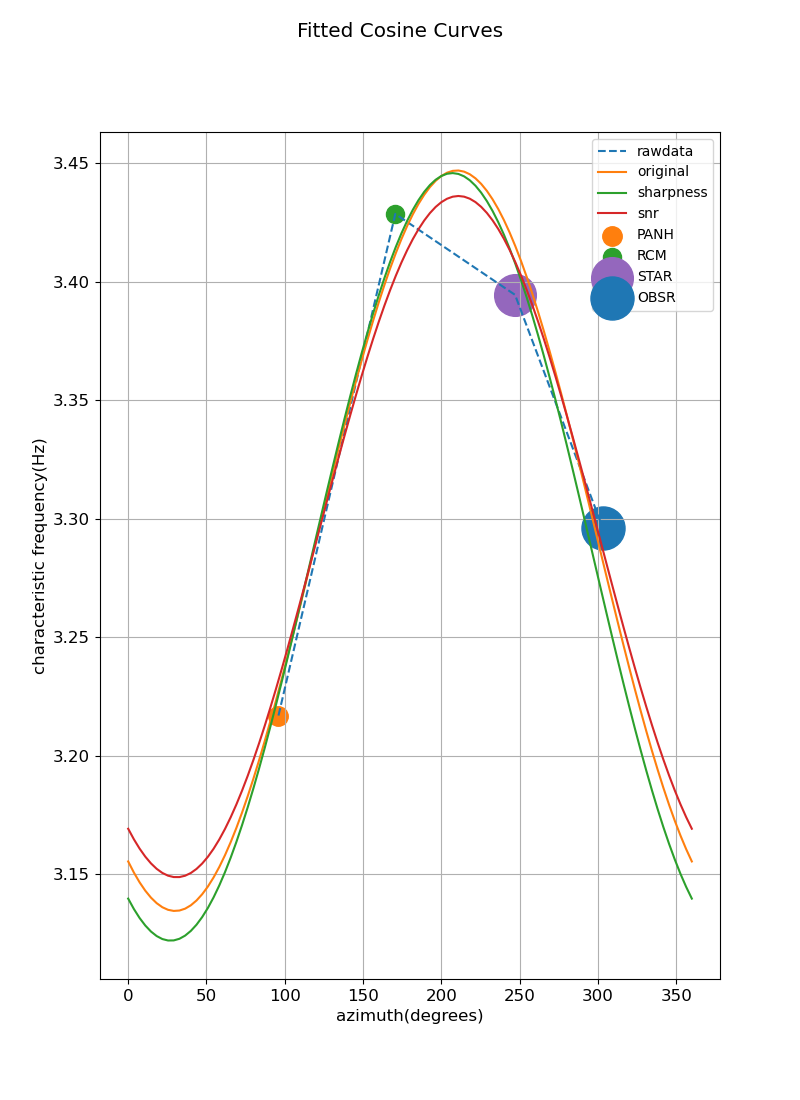 Fitted Cosine Curves
rawdata
original
sharpness
snr
PANH
RCM
STAR
OBSR
3.45
3.40
3.35
3.30
3.25
3.20
3.15
characteristic frequency(Hz)
0 50 100 150 200 250 300 350
azimuth(degrees)